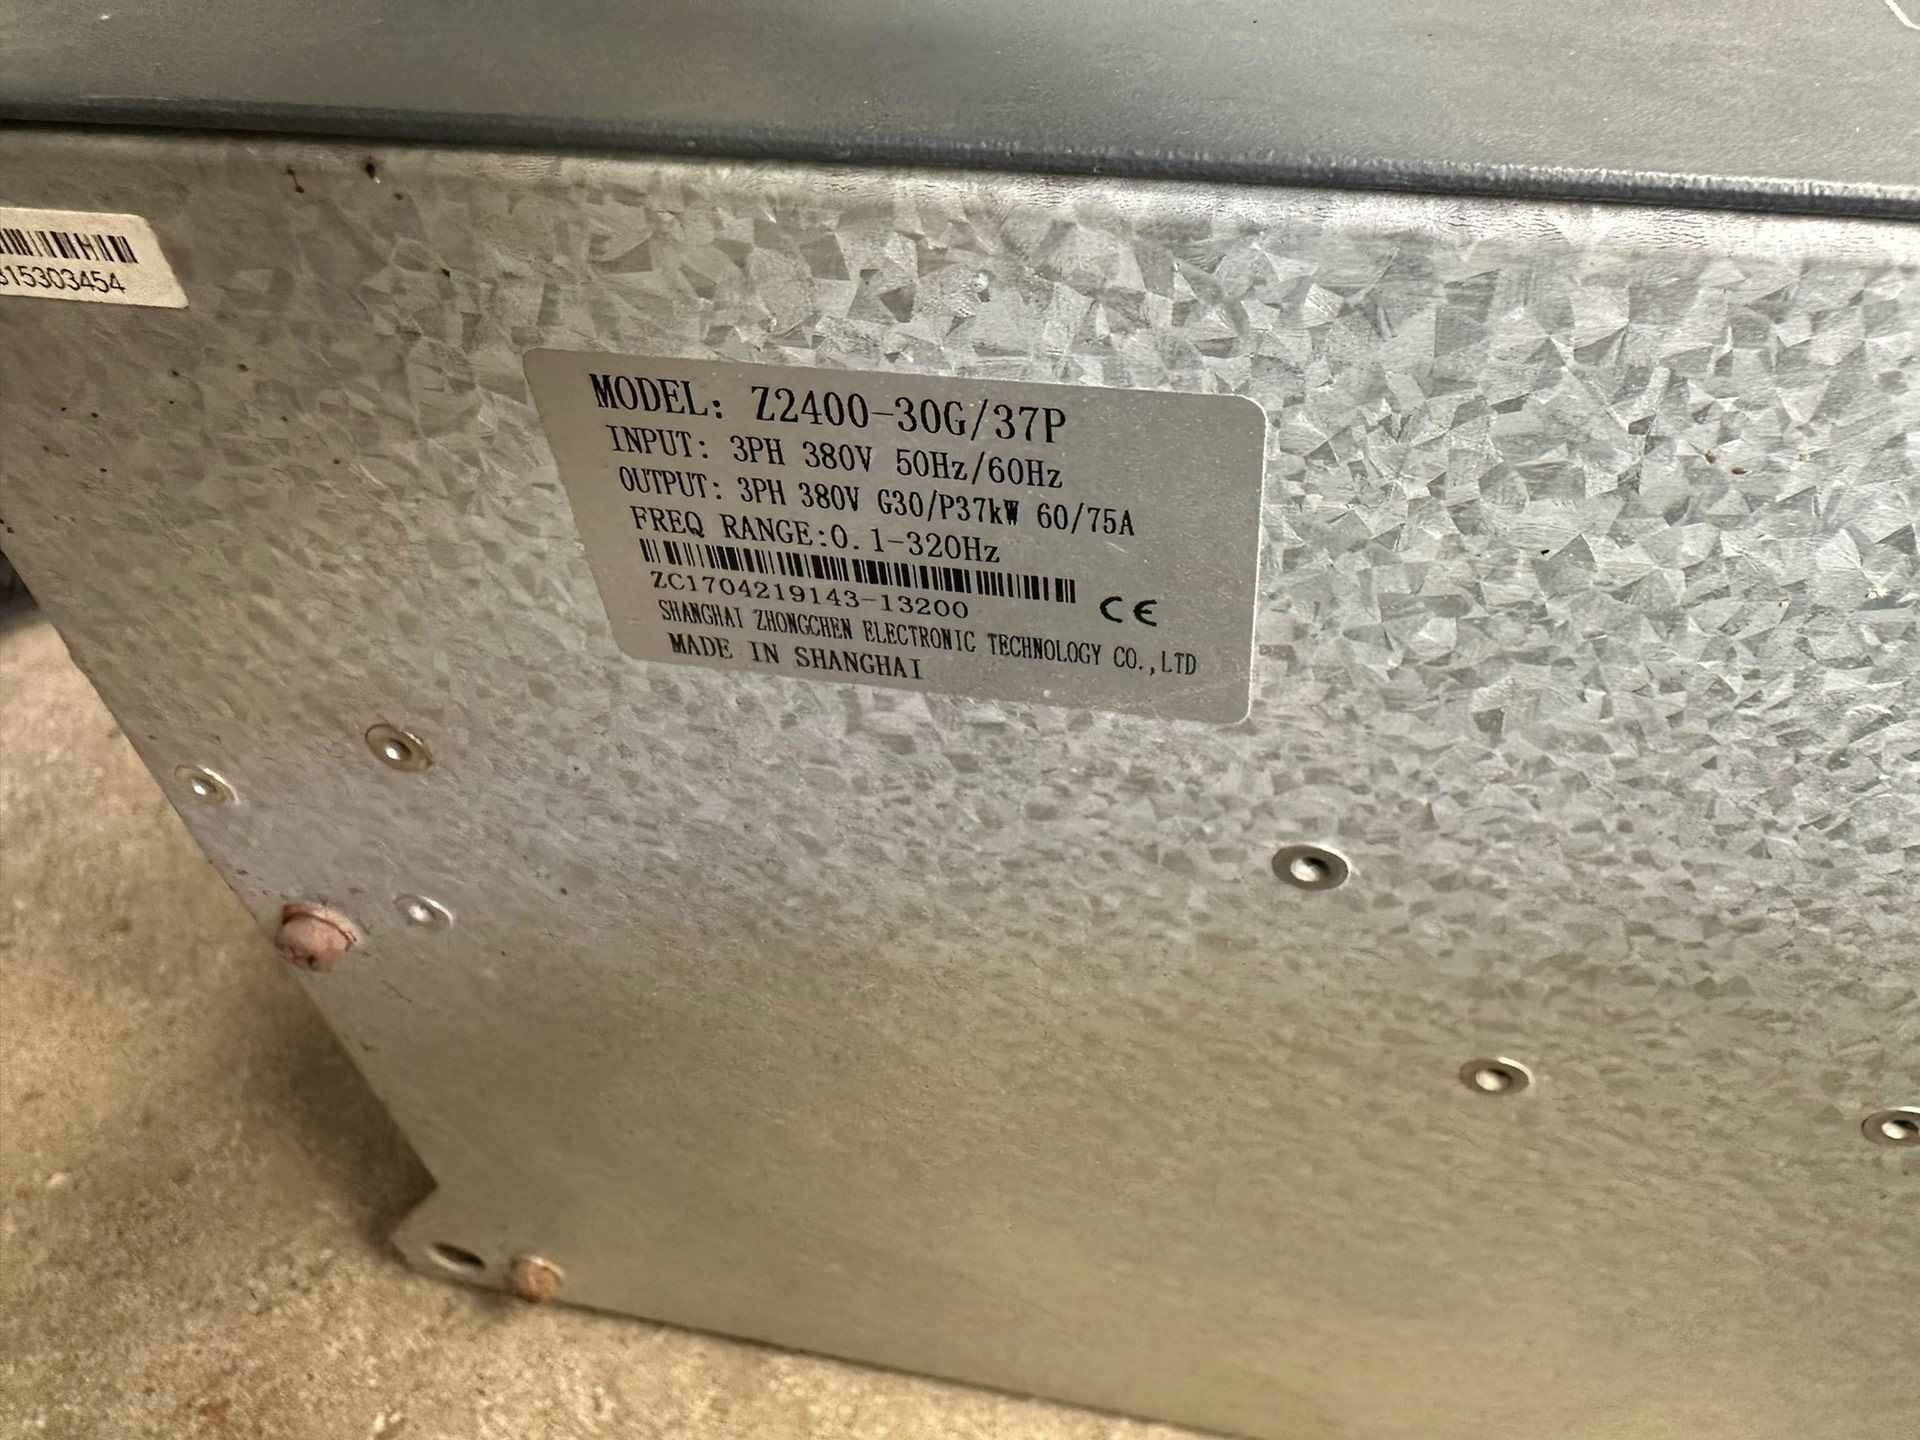 315303454
MODEL: Z2400-30G/37P
INPUT: 3PH 380V 50Hz/60Hz
OUTPUT: 3PH 380V G30/P37kW 60/75A
FREQ RANGE:0.1-320Hz
ZC1704219143-13200
CE
SHANGHAI ZHONGCHEN ELECTRONIC TECHNOLOGY CO.,LTD
MADE IN SHANGHAI